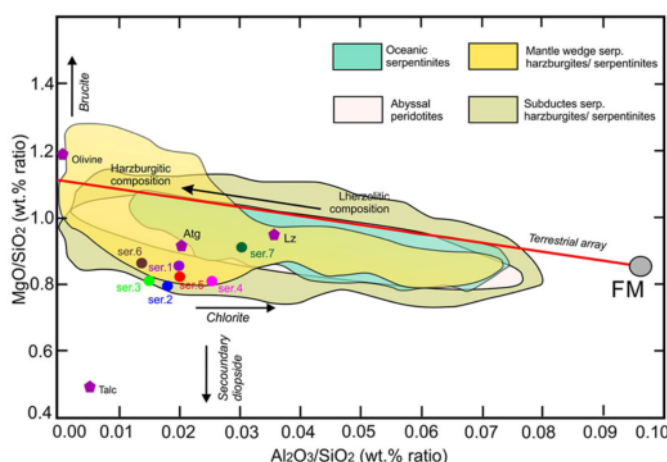 Oceanic
serpentinites
Mantle wedge serp.
harzburgites/ serpentinites
Abyssal
peridotites
Subductes serp.
harzburgites/ serpentinites
Brucite
Olivine
Harzburgitic
composition
Lherzolitic
composition
Terrestrial array
FM
Atg
Lz
ser.6
ser.1
ser.7
ser.3
ser.5
ser.4
ser.2
Chlorite
Secoundary
diopside
Talc
MgO/SiO₂ (wt.% ratio)
1.4
1.2
1.0
0.8
0.6
0.4
0.00 0.01 0.02 0.03 0.04 0.05 0.06 0.07 0.08 0.09 0.10
Al₂O₃/SiO₂ (wt.% ratio)